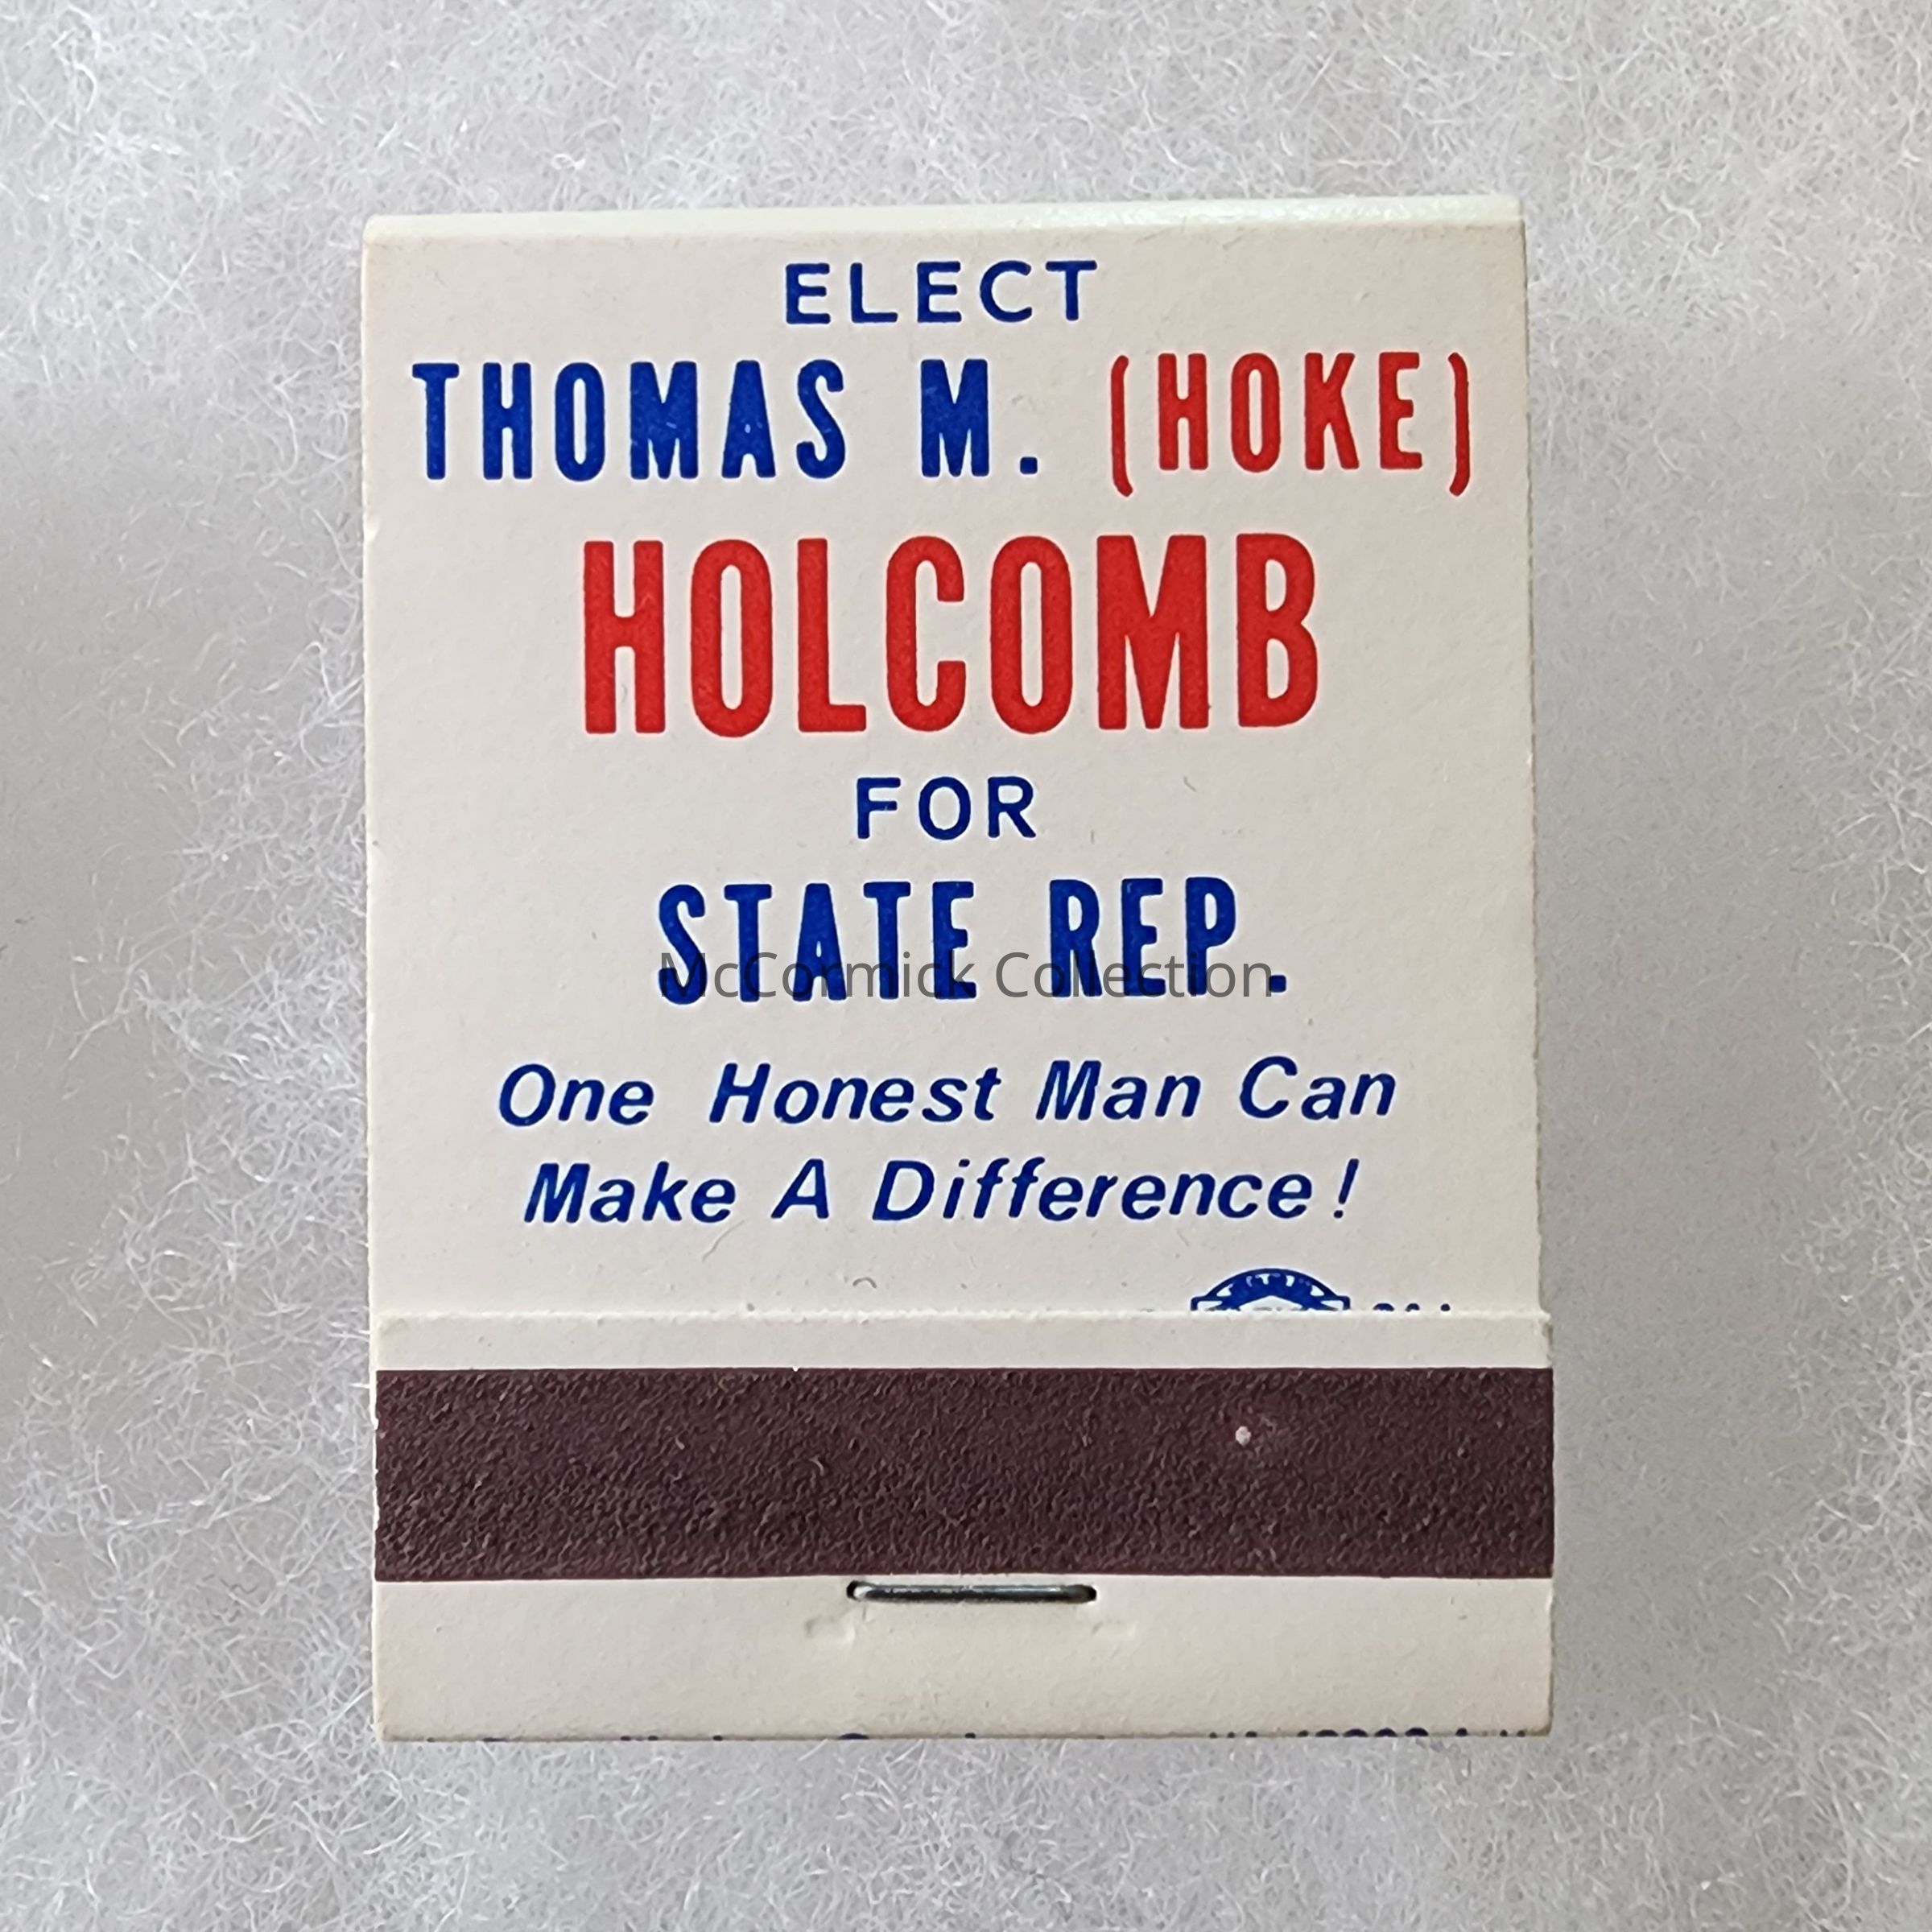 ELECT
THOMAS M. (HOKE)
HOLCOMB
FOR
STATE REP.
McCormick Collection
One Honest Man Can
Make A Difference!